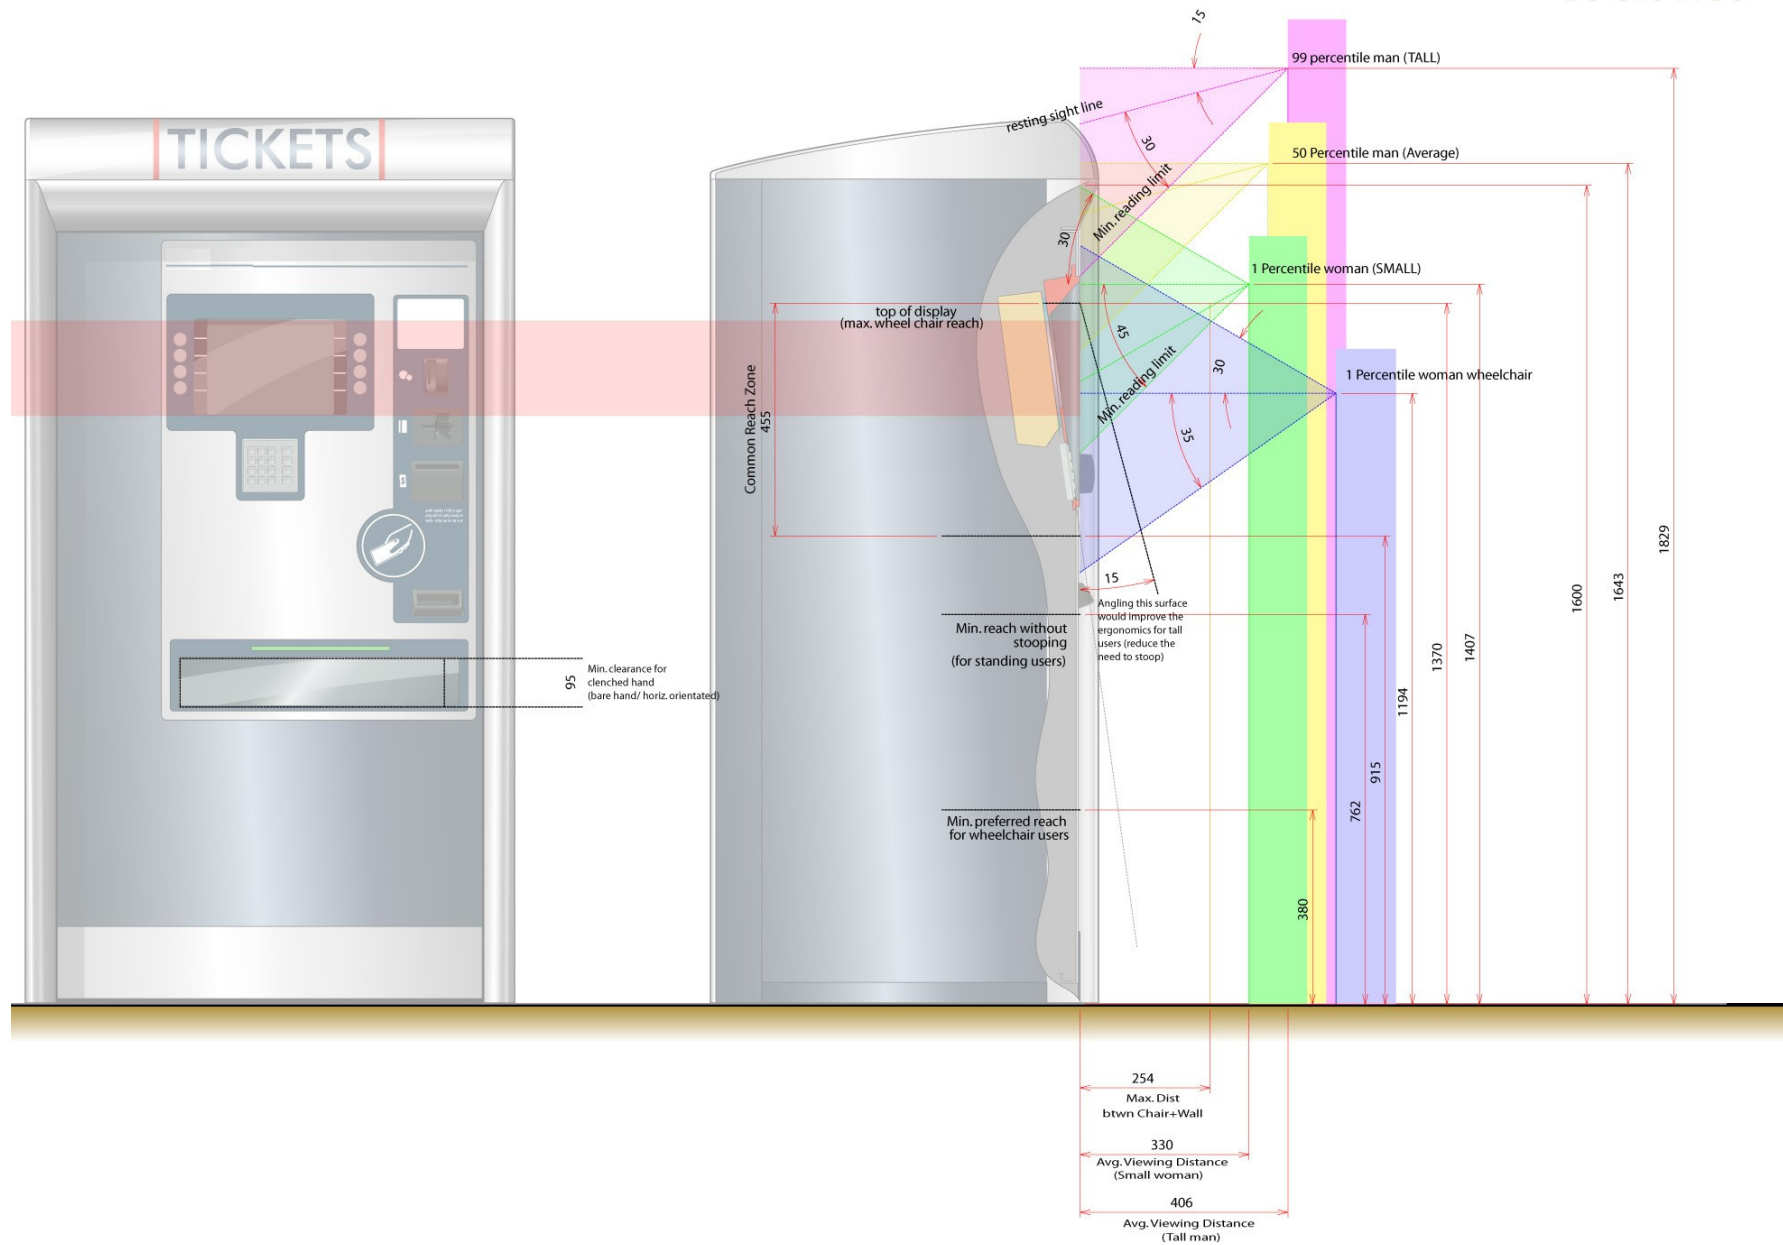 15
99 percentile man (TALL)
resting sight line
30
50 Percentile man (Average)
TICKETS
Min. reading limit
30
1 Percentile woman (SMALL)
top of display
(max. wheel chair reach)
45
30
1 Percentile woman wheelchair
Min. reading limit
35
Common Reach Zone
455
15
Angling this surface
would improve the
ergonomics for tall
users (reduce the
need to stoop)
Min. reach without
stooping
(for standing users)
95
Min. clearance for
clenched hand
(bare hand/ horiz. orientated)
Min. preferred reach
for wheelchair users
380
762
915
1194
1370
1407
1600
1643
1829
254
Max. Dist
btwn Chair+Wall
330
Avg. Viewing Distance
(Small woman)
406
Avg. Viewing Distance
(Tall man)